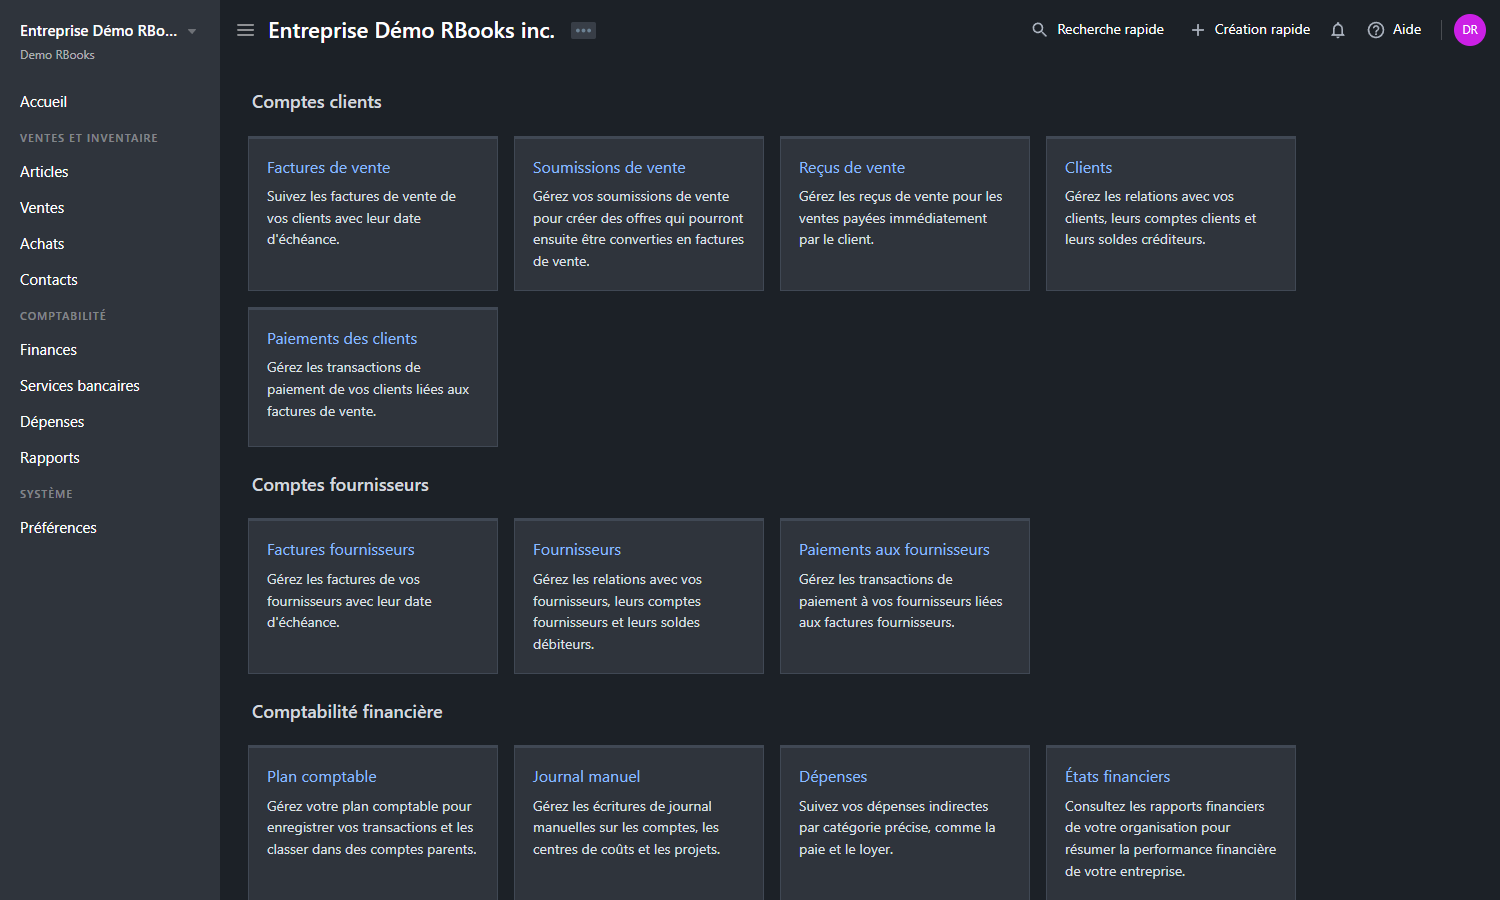 Entreprise Démo RBo...
Demo RBooks
Accueil
VENTES ET INVENTAIRE
Articles
Ventes
Achats
Contacts
COMPTABILITÉ
Finances
Services bancaires
Dépenses
Rapports
SYSTÈME
Préférences
Entreprise Démo RBooks inc.
Recherche rapide
Création rapide
Aide
DR
Comptes clients
Factures de vente
Suivez les factures de vente de
vos clients avec leur date
d'échéance.
Soumissions de vente
Gérez vos soumissions de vente
pour créer des offres qui pourront
ensuite être converties en factures
de vente.
Reçus de vente
Gérez les reçus de vente pour les
ventes payées immédiatement
par le client.
Clients
Gérez les relations avec vos
clients, leurs comptes clients et
leurs soldes créditeurs.
Paiements des clients
Gérez les transactions de
paiement de vos clients liées aux
factures de vente.
Comptes fournisseurs
Factures fournisseurs
Gérez les factures de vos
fournisseurs avec leur date
d'échéance.
Fournisseurs
Gérez les relations avec vos
fournisseurs, leurs comptes
fournisseurs et leurs soldes
débiteurs.
Paiements aux fournisseurs
Gérez les transactions de
paiement à vos fournisseurs liées
aux factures fournisseurs.
Comptabilité financière
Plan comptable
Gérez votre plan comptable pour
enregistrer vos transactions et les
classer dans des comptes parents.
Journal manuel
Gérez les écritures de journal
manuelles sur les comptes, les
centres de coûts et les projets.
Dépenses
Suivez vos dépenses indirectes
par catégorie précise, comme la
paie et le loyer.
États financiers
Consultez les rapports financiers
de votre organisation pour
résumer la performance financière
de votre entreprise.